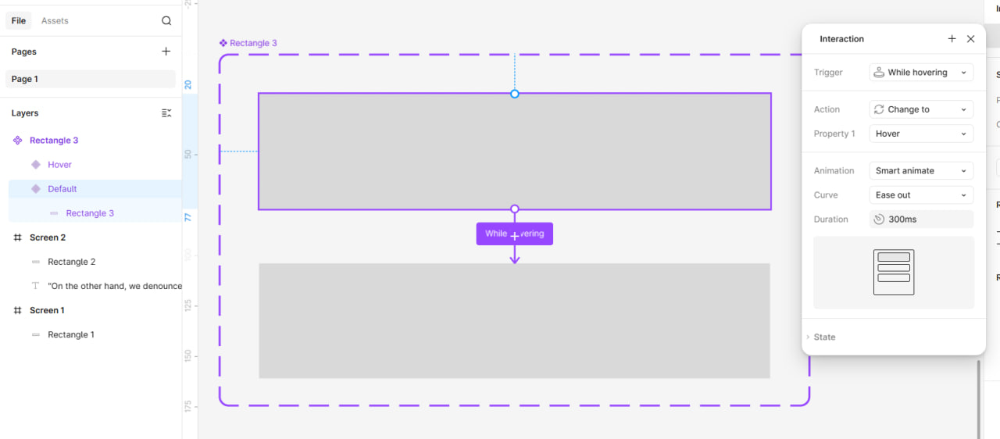 File Assets
Pages
Page 1
Layers
Rectangle 3
Hover
Default
Rectangle 3
Screen 2
Rectangle 2
"On the other hand, we denounce
Screen 1
Rectangle 1
20
50
77
100
125
150
175
Rectangle 3
While
Interaction
Trigger While hovering
Action Change to
Property 1 Hover
Animation Smart animate
Curve Ease out
Duration 300ms
State